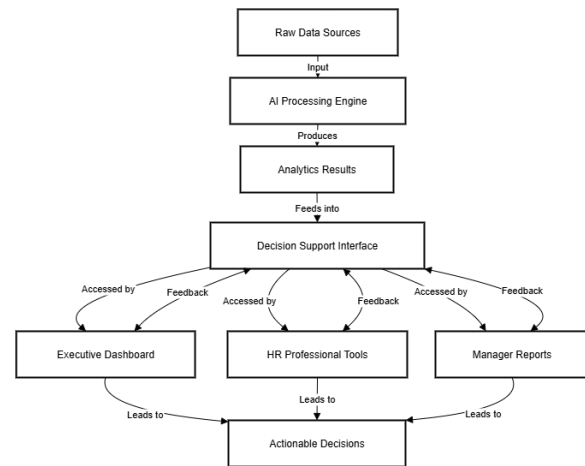 Raw Data Sources
Input
AI Processing Engine
Produces
Analytics Results
Feeds into
Decision Support Interface
Accessed by
Feedback
Accessed by
Feedback
Accessed by
Feedback
Executive Dashboard
HR Professional Tools
Manager Reports
Leads to
Leads to
Leads to
Actionable Decisions